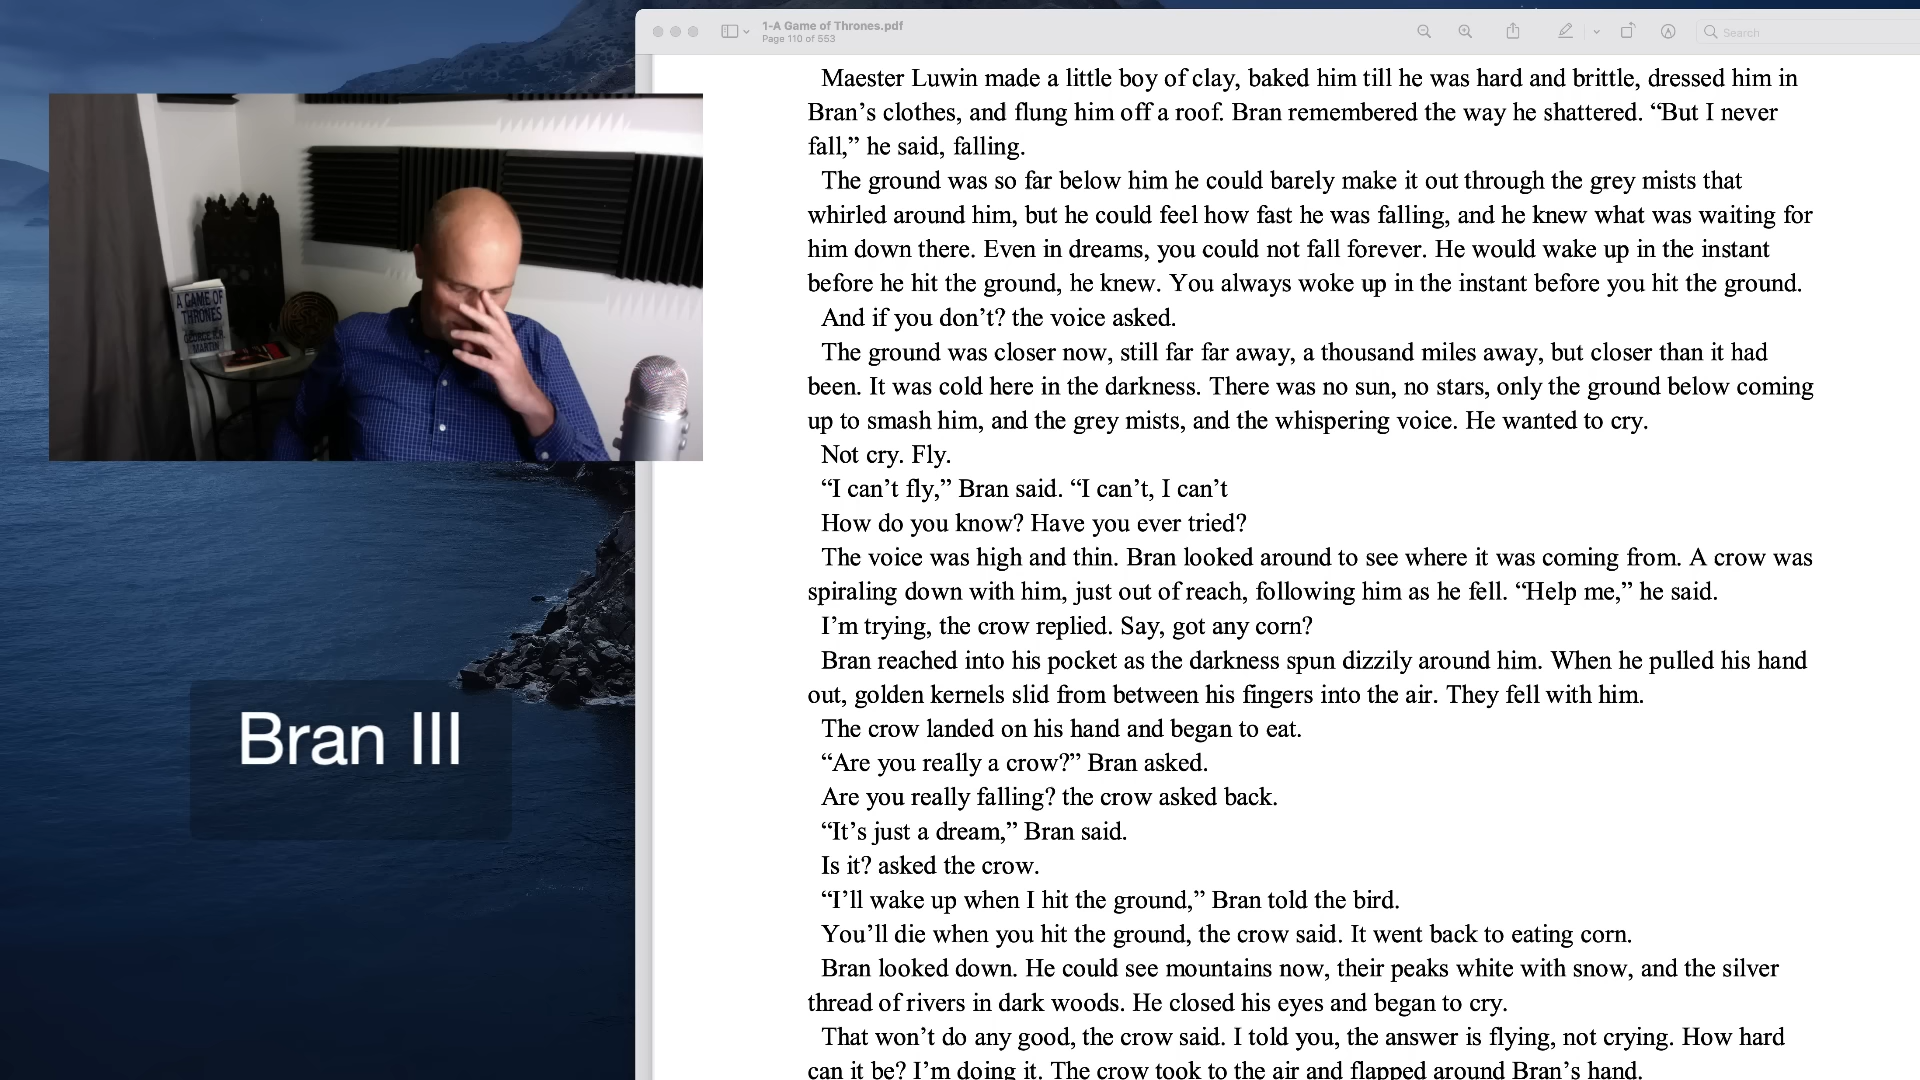 1-A Game of Thrones.pdf
Page 110 of 553
Search
Maester Luwin made a little boy of clay, baked him till he was hard and brittle, dressed him in
Bran’s clothes, and flung him off a roof. Bran remembered the way he shattered. “But I never
fall,” he said, falling.
The ground was so far below him he could barely make it out through the grey mists that
whirled around him, but he could feel how fast he was falling, and he knew what was waiting for
him down there. Even in dreams, you could not fall forever. He would wake up in the instant
before he hit the ground, he knew. You always woke up in the instant before you hit the ground.
And if you don’t? the voice asked.
The ground was closer now, still far far away, a thousand miles away, but closer than it had
been. It was cold here in the darkness. There was no sun, no stars, only the ground below coming
up to smash him, and the grey mists, and the whispering voice. He wanted to cry.
Not cry. Fly.
“I can’t fly,” Bran said. “I can’t, I can’t
How do you know? Have you ever tried?
The voice was high and thin. Bran looked around to see where it was coming from. A crow was
spiraling down with him, just out of reach, following him as he fell. “Help me,” he said.
I’m trying, the crow replied. Say, got any corn?
Bran reached into his pocket as the darkness spun dizzily around him. When he pulled his hand
out, golden kernels slid from between his fingers into the air. They fell with him.
The crow landed on his hand and began to eat.
“Are you really a crow?” Bran asked.
Are you really falling? the crow asked back.
“It’s just a dream,” Bran said.
Is it? asked the crow.
“I’ll wake up when I hit the ground,” Bran told the bird.
You’ll die when you hit the ground, the crow said. It went back to eating corn.
Bran looked down. He could see mountains now, their peaks white with snow, and the silver
thread of rivers in dark woods. He closed his eyes and began to cry.
That won’t do any good, the crow said. I told you, the answer is flying, not crying. How hard
can it be? I’m doing it. The crow took to the air and flapped around Bran’s hand.
A GAME OF
THRONES
GEORGE R.R.
MARTIN
Bran III